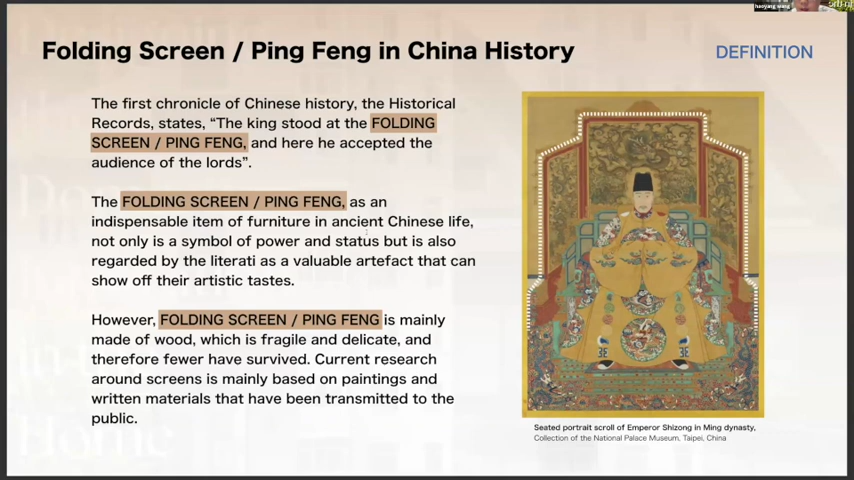 haoyang wang
Folding Screen / Ping Feng in China History
DEFINITION
The first chronicle of Chinese history, the Historical
Records, states, “The king stood at the FOLDING
SCREEN / PING FENG, and here he accepted the
audience of the lords”.
The FOLDING SCREEN / PING FENG, as an
indispensable item of furniture in ancient Chinese life,
not only is a symbol of power and status but is also
regarded by the literati as a valuable artefact that can
show off their artistic tastes.
However, FOLDING SCREEN / PING FENG is mainly
made of wood, which is fragile and delicate, and
therefore fewer have survived. Current research
around screens is mainly based on paintings and
written materials that have been transmitted to the
public.
Seated portrait scroll of Emperor Shizong in Ming dynasty,
Collection of the National Palace Museum, Taipei, China
Home